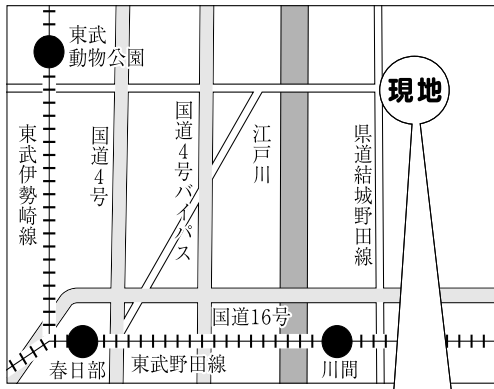 東武
動物公園
現地
東武伊勢崎線
国道4号
国道4号バイパス
江戸川
県道結城野田線
国道16号
春日部
東武野田線
川間